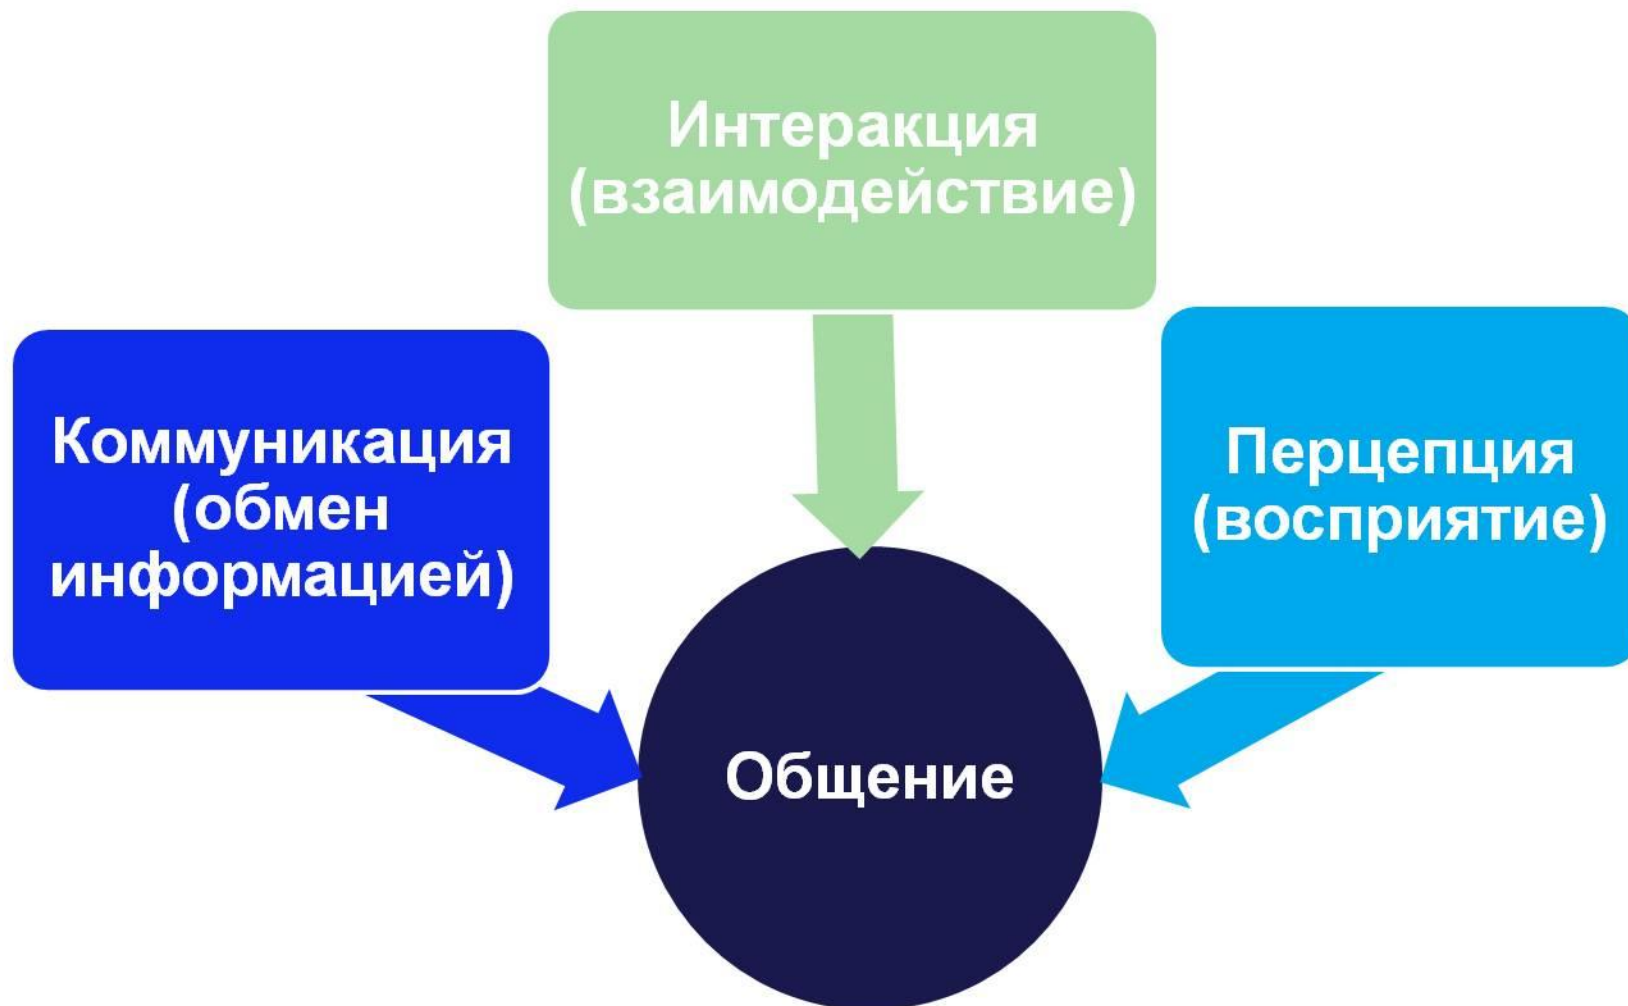 Интеракция
(взаимодействие)
Коммуникация
(обмен
информацией)
Перцепция
(восприятие)
Общение